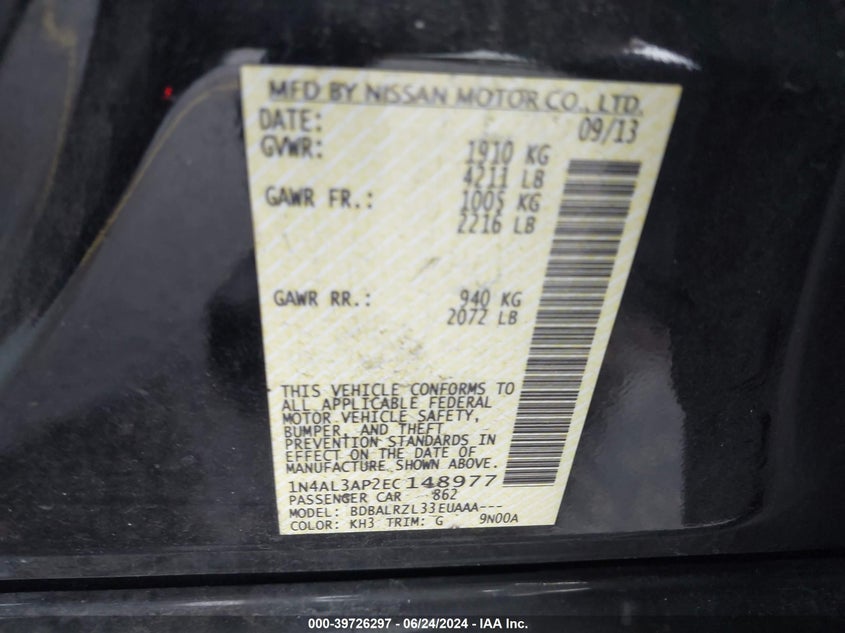 MFD BY NISSAN MOTOR CO., LTD.
DATE: 09/13
GVWR: 1910 KG
4211 LB
GAWR FR.: 1005 KG
2216 LB
GAWR RR.: 940 KG
2072 LB
THIS VEHICLE CONFORMS TO
ALL APPLICABLE FEDERAL
MOTOR VEHICLE SAFETY,
BUMPER, AND THEFT
PREVENTION STANDARDS IN
EFFECT ON THE DATE OF
MANUFACTURE SHOWN ABOVE.
1N4AL3AP2EC148977
PASSENGER CAR 862
MODEL: BDBALRZL33EUAAA---
COLOR: KH3 TRIM: G 9N00A
000-39726297 - 06/24/2024 - IAA Inc.